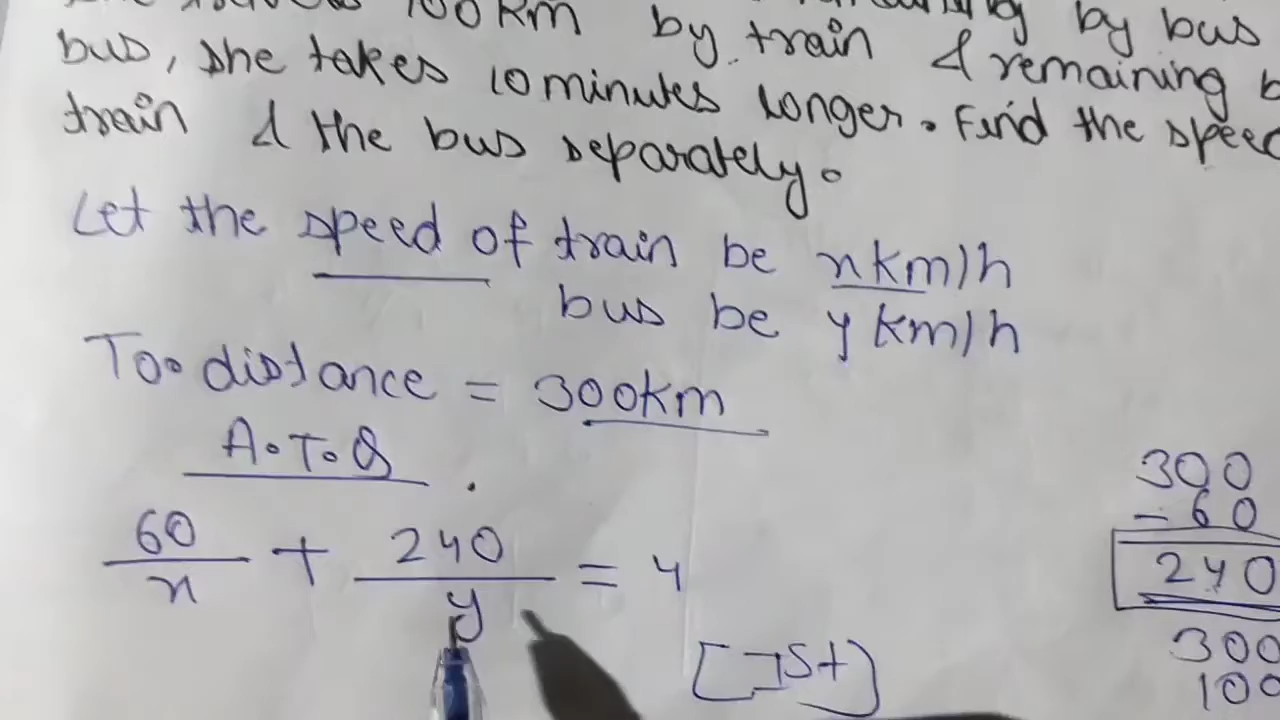 100km by bus
bus, she takes by train & remaining
train & the 10 minutes longer. Find the speed
bus separately.
Let the speed of train be x km/h
bus be y km/h
To. distance = 300km
A.T.Q
60/x + 240/y = 4
[Ist)
300
-60
240
300
100